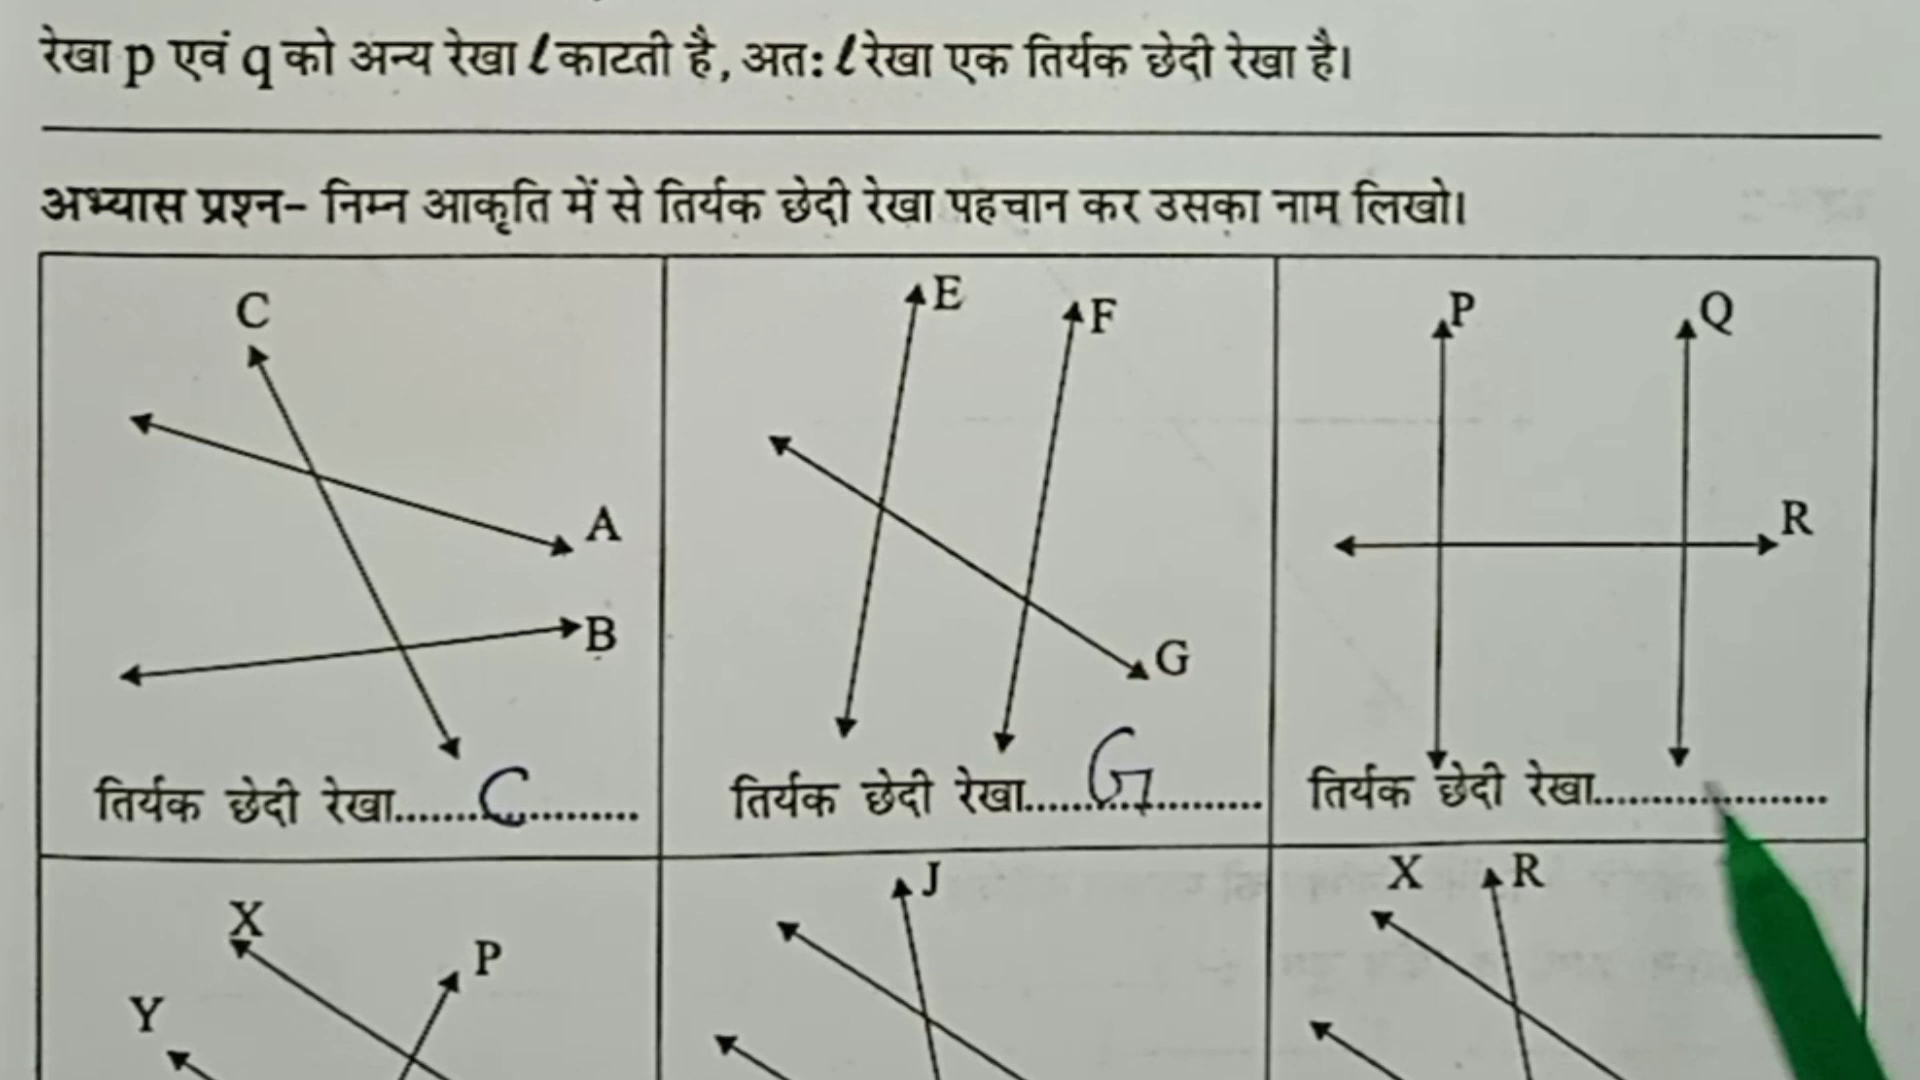 रेखा p एवं q को अन्य रेखा l काटती है, अत: l रेखा एक तिर्यक छेदी रेखा है।
अभ्यास प्रश्न- निम्न आकृति में से तिर्यक छेदी रेखा पहचान कर उसका नाम लिखो।
C
A
B
तिर्यक छेदी रेखा........C............
E
F
G
तिर्यक छेदी रेखा........G............
P
Q
R
तिर्यक छेदी रेखा......................
X
P
Y
J
X
R